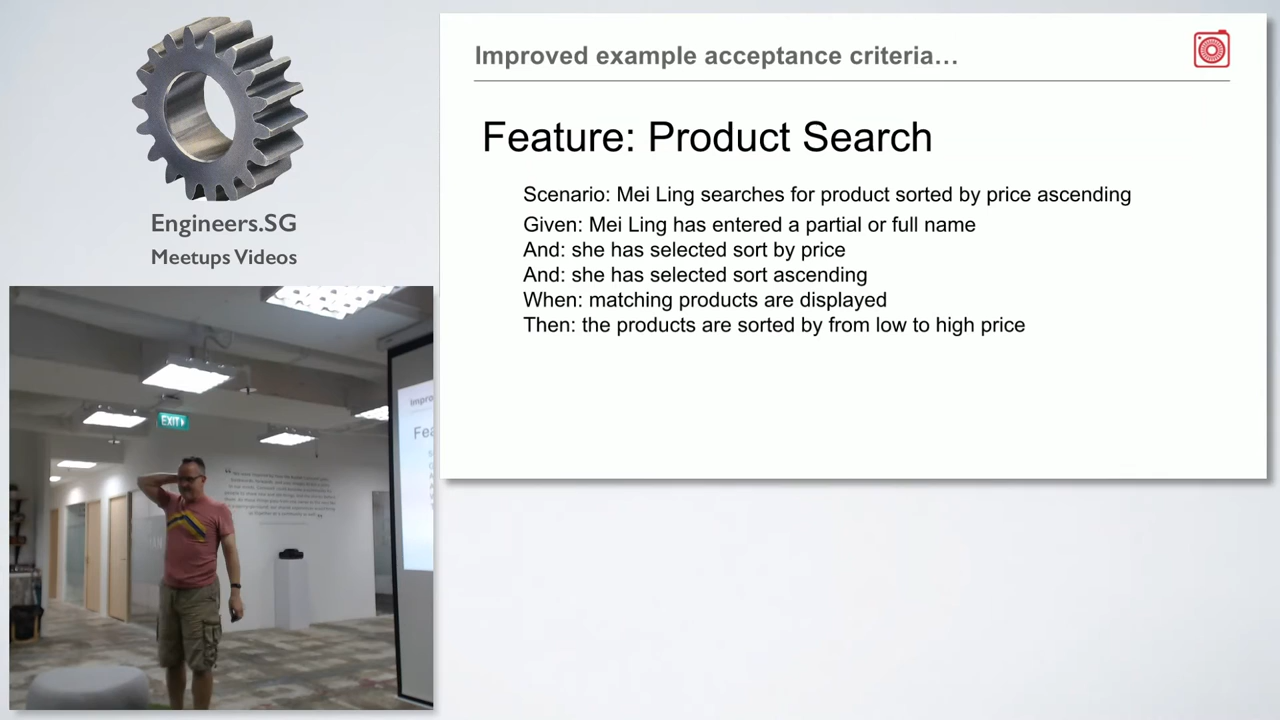 Engineers.SG
Meetups Videos
Improved example acceptance criteria…
Feature: Product Search
Scenario: Mei Ling searches for product sorted by price ascending
Given: Mei Ling has entered a partial or full name
And: she has selected sort by price
And: she has selected sort ascending
When: matching products are displayed
Then: the products are sorted by from low to high price
EXIT
Impro
Fea